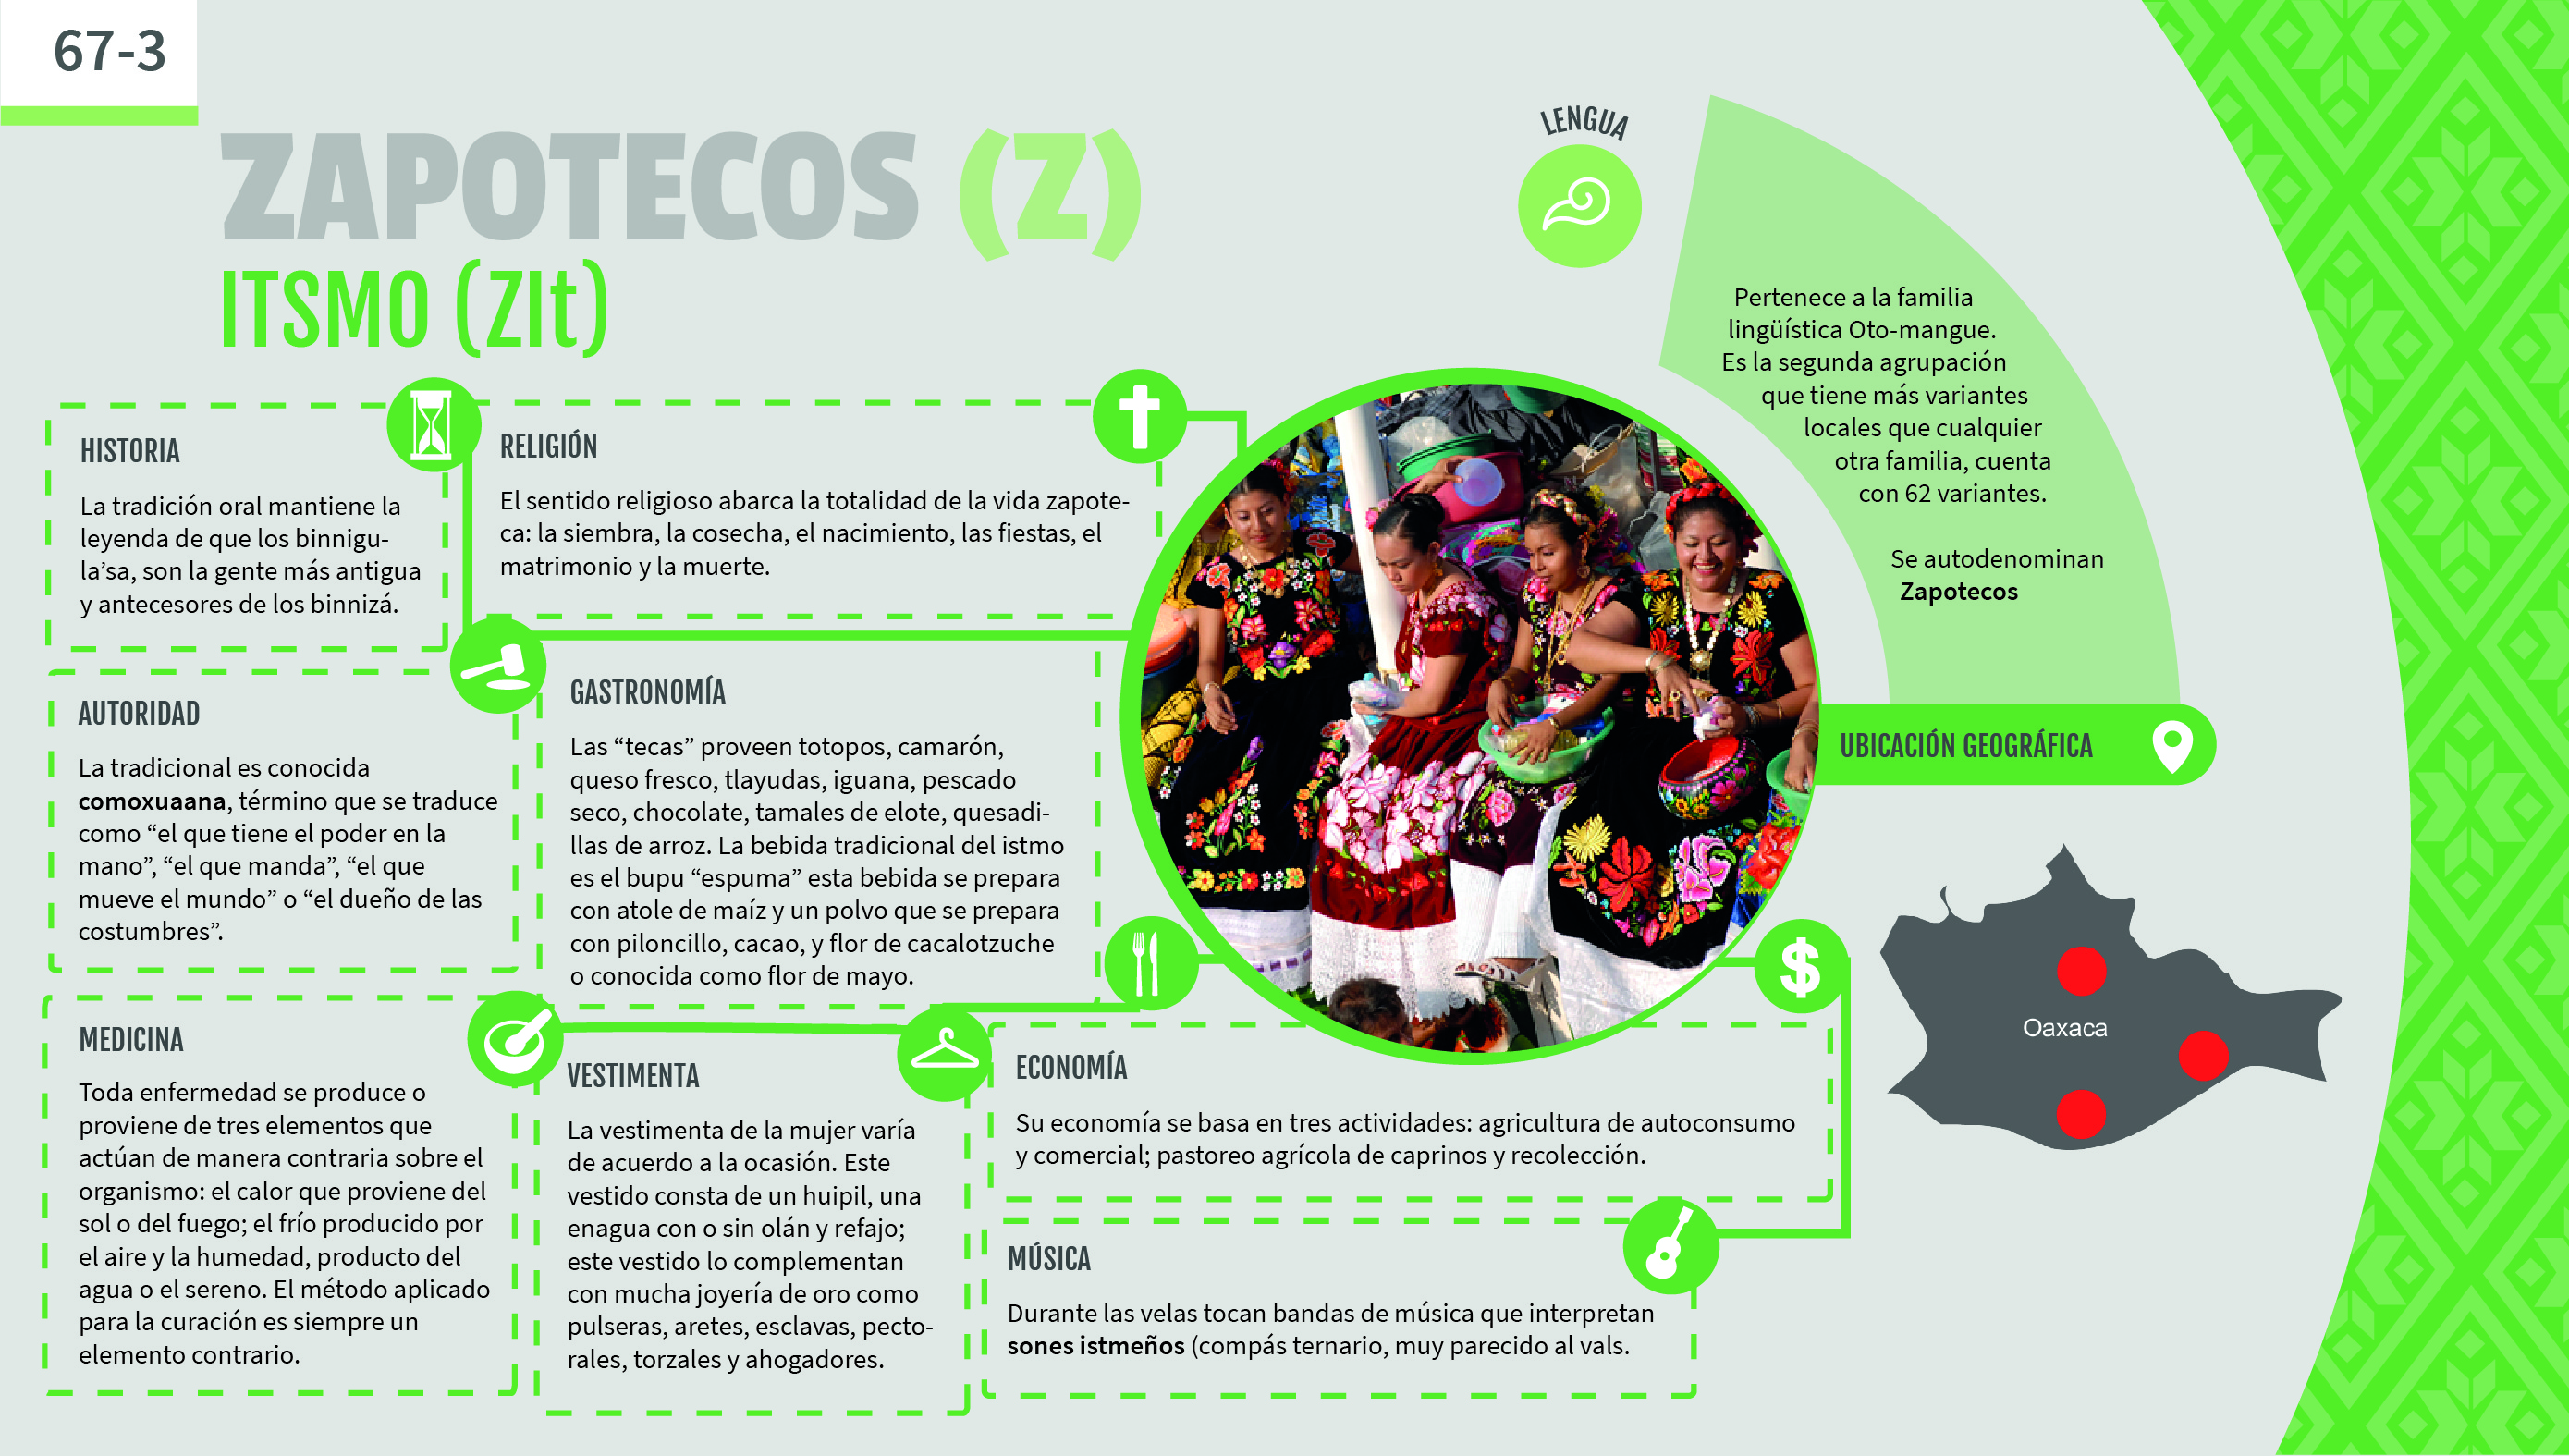 67-3
ZAPOTECOS (Z)
ITSMO (ZIt)
HISTORIA
La tradición oral mantiene la
leyenda de que los binnigu-
la’sa, son la gente más antigua
y antecesores de los binnizá.
RELIGIÓN
El sentido religioso abarca la totalidad de la vida zapote-
ca: la siembra, la cosecha, el nacimiento, las fiestas, el
matrimonio y la muerte.
AUTORIDAD
La tradicional es conocida
comoxuaana, término que se traduce
como “el que tiene el poder en la
mano”, “el que manda”, “el que
mueve el mundo” o “el dueño de las
costumbres”.
GASTRONOMÍA
Las “tecas” proveen totopos, camarón,
queso fresco, tlayudas, iguana, pescado
seco, chocolate, tamales de elote, quesadi-
llas de arroz. La bebida tradicional del istmo
es el bupu “espuma” esta bebida se prepara
con atole de maíz y un polvo que se prepara
con piloncillo, cacao, y flor de cacalotzuche
o conocida como flor de mayo.
MEDICINA
Toda enfermedad se produce o
proviene de tres elementos que
actúan de manera contraria sobre el
organismo: el calor que proviene del
sol o del fuego; el frío producido por
el aire y la humedad, producto del
agua o el sereno. El método aplicado
para la curación es siempre un
elemento contrario.
VESTIMENTA
La vestimenta de la mujer varía
de acuerdo a la ocasión. Este
vestido consta de un huipil, una
enagua con o sin olán y refajo;
este vestido lo complementan
con mucha joyería de oro como
pulseras, aretes, esclavas, pecto-
rales, torzales y ahogadores.
ECONOMÍA
Su economía se basa en tres actividades: agricultura de autoconsumo
y comercial; pastoreo agrícola de caprinos y recolección.
MÚSICA
Durante las velas tocan bandas de música que interpretan
sones istmeños (compás ternario, muy parecido al vals.
LENGUA
Pertenece a la familia
lingüística Oto-mangue.
Es la segunda agrupación
que tiene más variantes
locales que cualquier
otra familia, cuenta
con 62 variantes.
Se autodenominan
Zapotecos
UBICACIÓN GEOGRÁFICA
$
Oaxaca